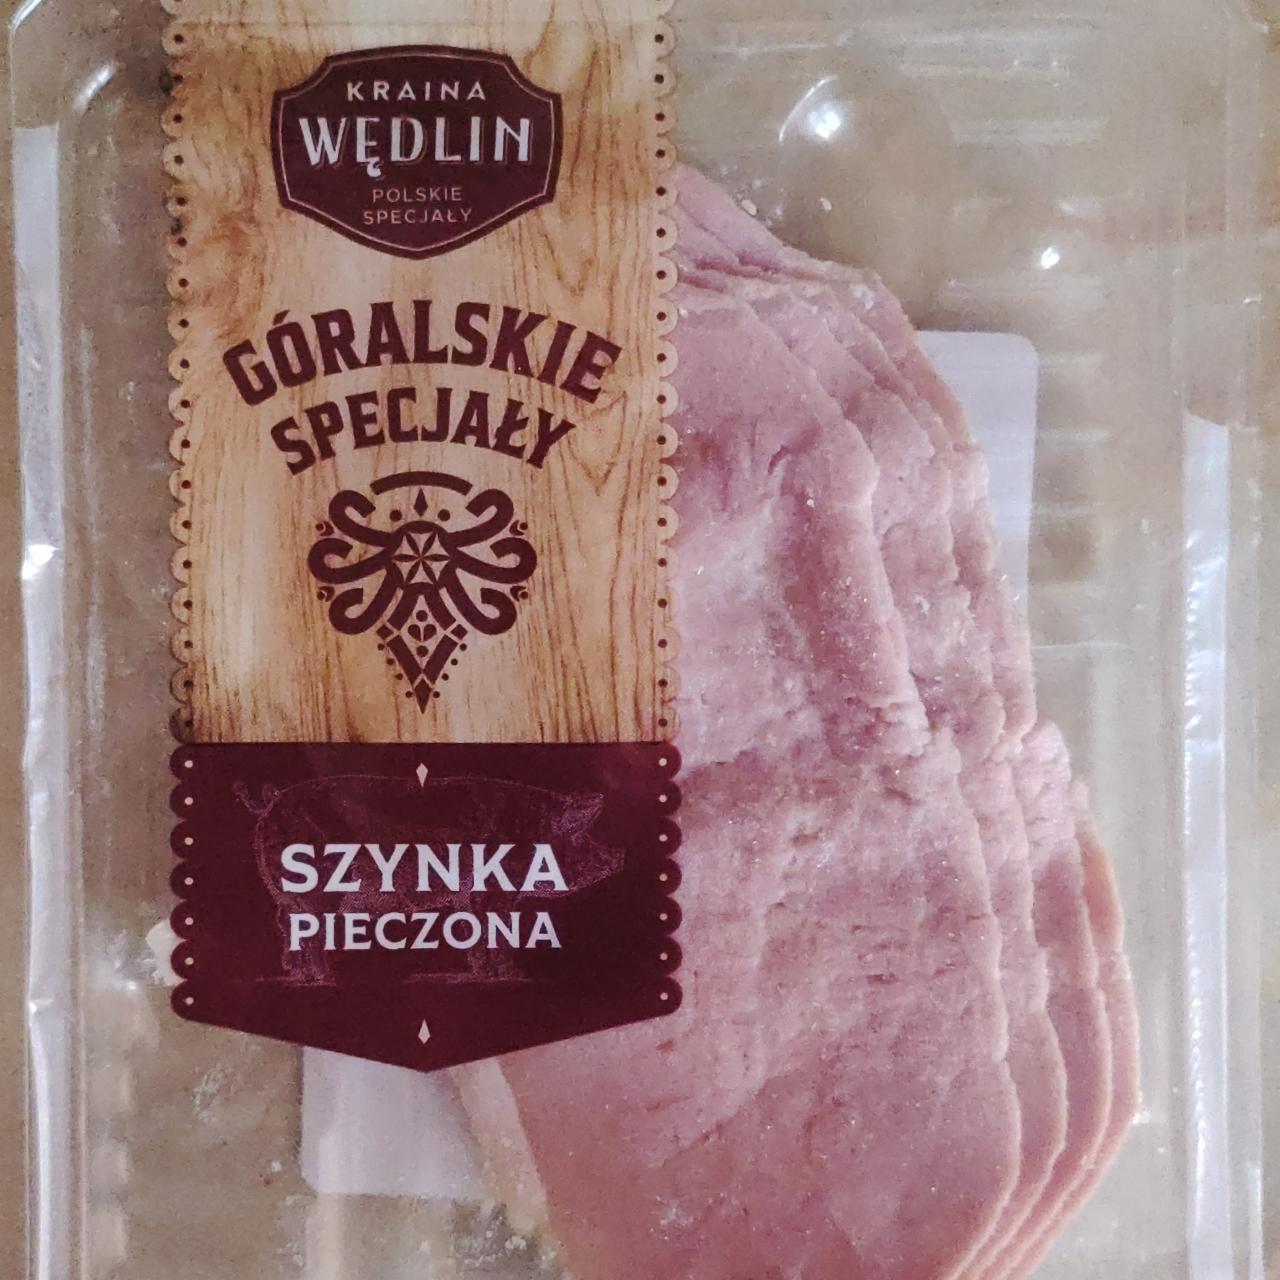 KRAINA
WĘDLIN
POLSKIE
SPECJAŁY
GÓRALSKIE
SPECJAŁY
SZYNKA
PIECZONA